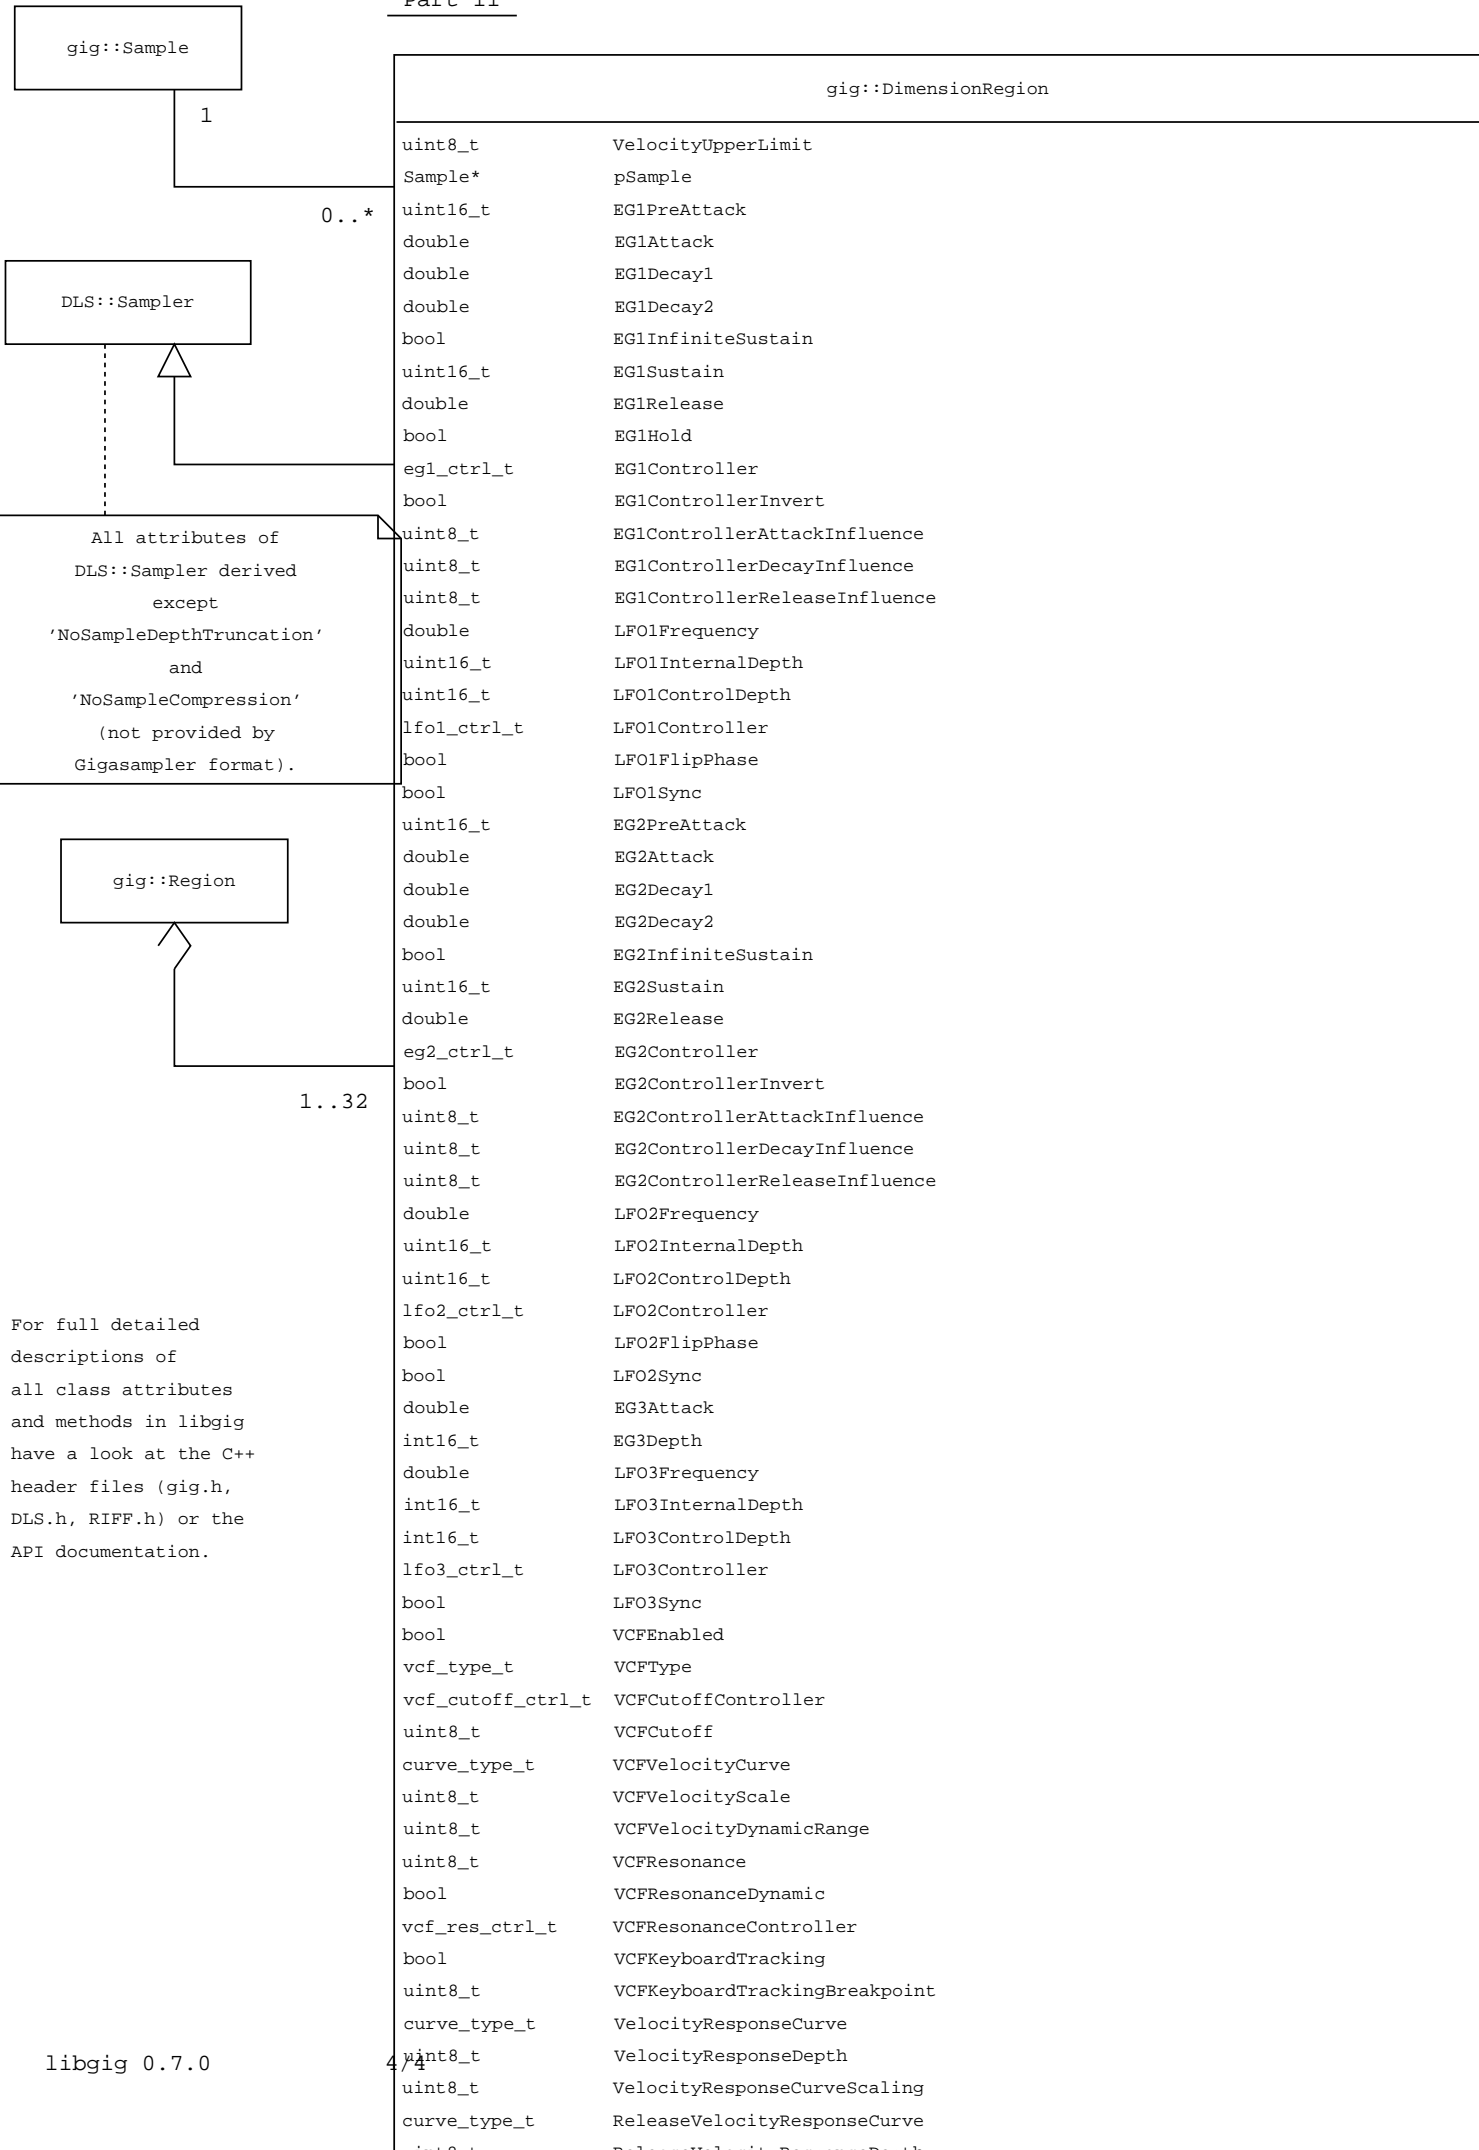 Part II
gig::Sample
1
0..*
DLS::Sampler
All attributes of
DLS::Sampler derived
except
'NoSampleDepthTruncation'
and
'NoSampleCompression'
(not provided by
Gigasampler format).
gig::Region
1..32
For full detailed
descriptions of
all class attributes
and methods in libgig
have a look at the C++
header files (gig.h,
DLS.h, RIFF.h) or the
API documentation.
gig::DimensionRegion
uint8_t VelocityUpperLimit
Sample* pSample
uint16_t EG1PreAttack
double EG1Attack
double EG1Decay1
double EG1Decay2
bool EG1InfiniteSustain
uint16_t EG1Sustain
double EG1Release
bool EG1Hold
eg1_ctrl_t EG1Controller
bool EG1ControllerInvert
uint8_t EG1ControllerAttackInfluence
uint8_t EG1ControllerDecayInfluence
uint8_t EG1ControllerReleaseInfluence
double LFO1Frequency
uint16_t LFO1InternalDepth
uint16_t LFO1ControlDepth
lfo1_ctrl_t LFO1Controller
bool LFO1FlipPhase
bool LFO1Sync
uint16_t EG2PreAttack
double EG2Attack
double EG2Decay1
double EG2Decay2
bool EG2InfiniteSustain
uint16_t EG2Sustain
double EG2Release
eg2_ctrl_t EG2Controller
bool EG2ControllerInvert
uint8_t EG2ControllerAttackInfluence
uint8_t EG2ControllerDecayInfluence
uint8_t EG2ControllerReleaseInfluence
double LFO2Frequency
uint16_t LFO2InternalDepth
uint16_t LFO2ControlDepth
lfo2_ctrl_t LFO2Controller
bool LFO2FlipPhase
bool LFO2Sync
double EG3Attack
int16_t EG3Depth
double LFO3Frequency
int16_t LFO3InternalDepth
int16_t LFO3ControlDepth
lfo3_ctrl_t LFO3Controller
bool LFO3Sync
bool VCFEnabled
vcf_type_t VCFType
vcf_cutoff_ctrl_t VCFCutoffController
uint8_t VCFCutoff
curve_type_t VCFVelocityCurve
uint8_t VCFVelocityScale
uint8_t VCFVelocityDynamicRange
uint8_t VCFResonance
bool VCFResonanceDynamic
vcf_res_ctrl_t VCFResonanceController
bool VCFKeyboardTracking
uint8_t VCFKeyboardTrackingBreakpoint
curve_type_t VelocityResponseCurve
uint8_t VelocityResponseDepth
uint8_t VelocityResponseCurveScaling
curve_type_t ReleaseVelocityResponseCurve
uint8_t ReleaseVelocityResponseDepth
libgig 0.7.0 4/4